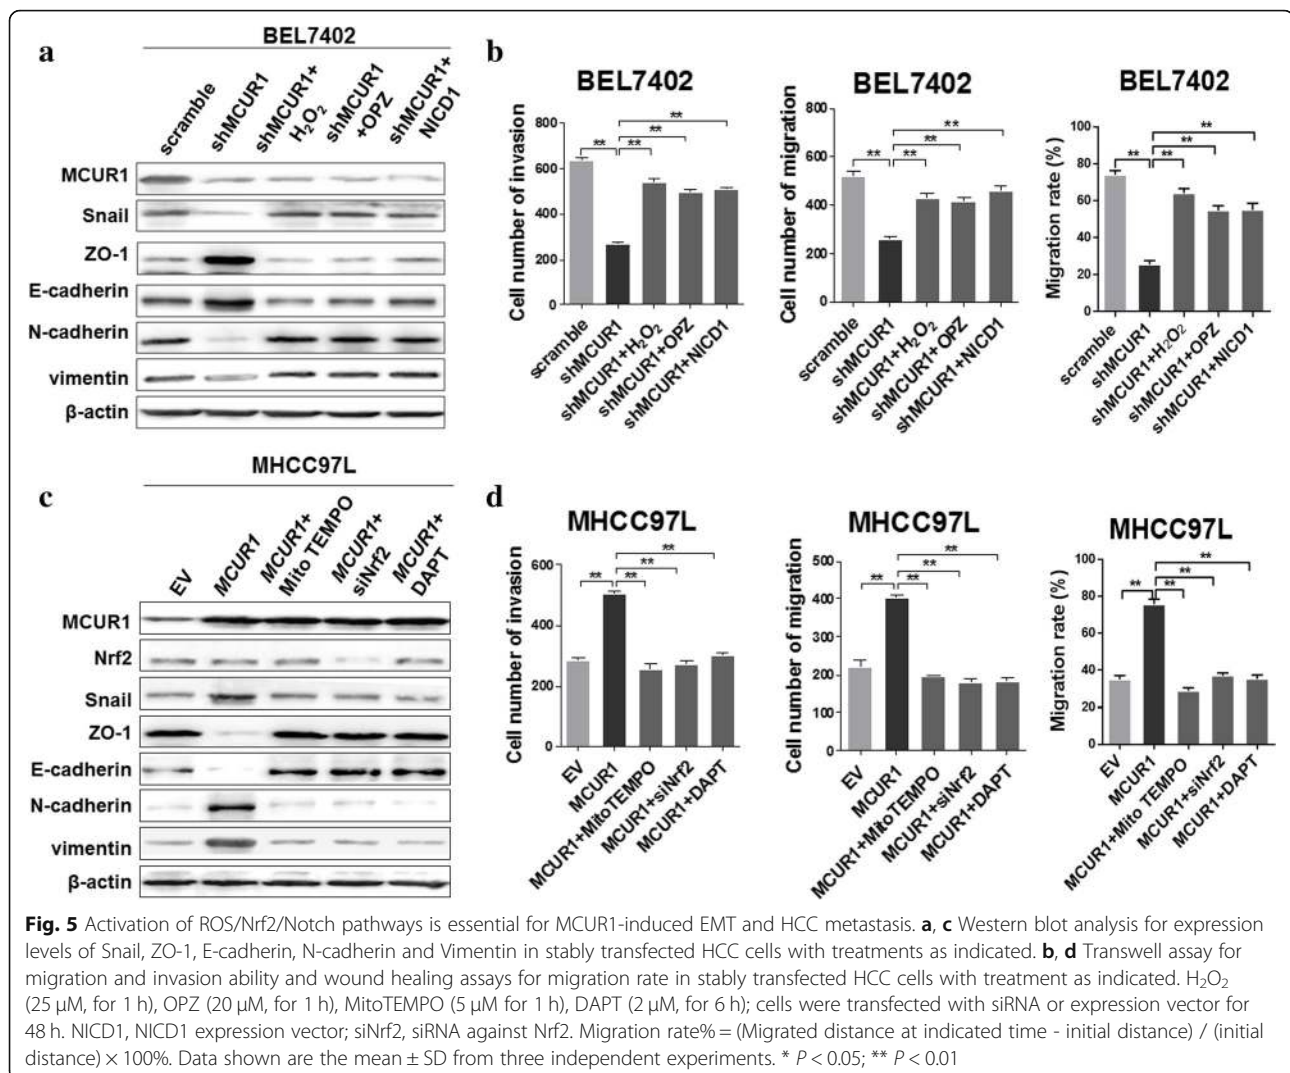 a
BEL7402
scramble
shMCUR1
shMCUR1+
H₂O₂
shMCUR1
+OPZ
shMCUR1+
NICD1
MCUR1
Snail
ZO-1
E-cadherin
N-cadherin
vimentin
β-actin
b
BEL7402
Cell number of invasion
800
600
400
200
0
** ** ** **
scramble
shMCUR1
shMCUR1+H₂O₂
shMCUR1+OPZ
shMCUR1+NICD1
BEL7402
Cell number of migration
800
600
400
200
0
** ** ** **
scramble
shMCUR1
shMCUR1+H₂O₂
shMCUR1+OPZ
shMCUR1+NICD1
BEL7402
Migration rate (%)
100
80
60
40
20
0
** ** ** **
scramble
shMCUR1
shMCUR1+H₂O₂
shMCUR1+OPZ
shMCUR1+NICD1
c
MHCC97L
EV
MCUR1
MCUR1+
Mito TEMPO
MCUR1+
siNrf2
MCUR1+
DAPT
MCUR1
Nrf2
Snail
ZO-1
E-cadherin
N-cadherin
vimentin
β-actin
d
MHCC97L
Cell number of invasion
600
400
200
0
** ** ** **
EV
MCUR1
MCUR1+MitoTEMPO
MCUR1+siNrf2
MCUR1+DAPT
MHCC97L
Cell number of migration
500
400
300
200
100
0
** ** ** **
EV
MCUR1
MCUR1+Mito TEMPO
MCUR1+siNrf2
MCUR1+DAPT
MHCC97L
Migration rate (%)
100
80
60
40
20
0
** ** ** **
EV
MCUR1
MCUR1+Mito TEMPO
MCUR1+siNrf2
MCUR1+DAPT
Fig. 5 Activation of ROS/Nrf2/Notch pathways is essential for MCUR1-induced EMT and HCC metastasis. a, c Western blot analysis for expression
levels of Snail, ZO-1, E-cadherin, N-cadherin and Vimentin in stably transfected HCC cells with treatments as indicated. b, d Transwell assay for
migration and invasion ability and wound healing assays for migration rate in stably transfected HCC cells with treatment as indicated. H₂O₂
(25 μM, for 1 h), OPZ (20 μM, for 1 h), MitoTEMPO (5 μM for 1 h), DAPT (2 μM, for 6 h); cells were transfected with siRNA or expression vector for
48 h. NICD1, NICD1 expression vector; siNrf2, siRNA against Nrf2. Migration rate% = (Migrated distance at indicated time - initial distance) / (initial
distance) × 100%. Data shown are the mean ± SD from three independent experiments. * P < 0.05; ** P < 0.01